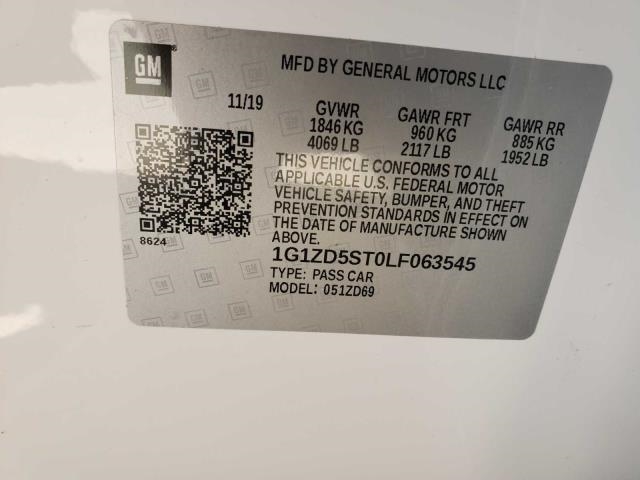 GM
MFD BY GENERAL MOTORS LLC
11/19
GVWR GAWR FRT GAWR RR
1846 KG 960 KG 885 KG
4069 LB 2117 LB 1952 LB
THIS VEHICLE CONFORMS TO ALL
APPLICABLE U.S. FEDERAL MOTOR
VEHICLE SAFETY, BUMPER, AND THEFT
PREVENTION STANDARDS IN EFFECT ON
THE DATE OF MANUFACTURE SHOWN
ABOVE.
8624
1G1ZD5ST0LF063545
TYPE: PASS CAR
MODEL: 051ZD69